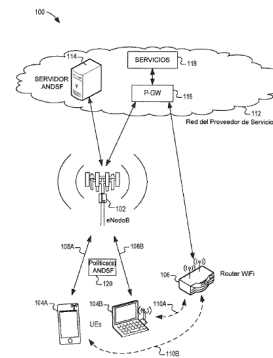 100
114
SERVIDOR
ANDSF
SERVICIOS
118
P-GW
116
112
Red del Proveedor de Servicio
102
eNodoB
108A
108B
Política(s)
ANDSF
120
106
Router WiFi
104A
104B
UEs
110A
110B